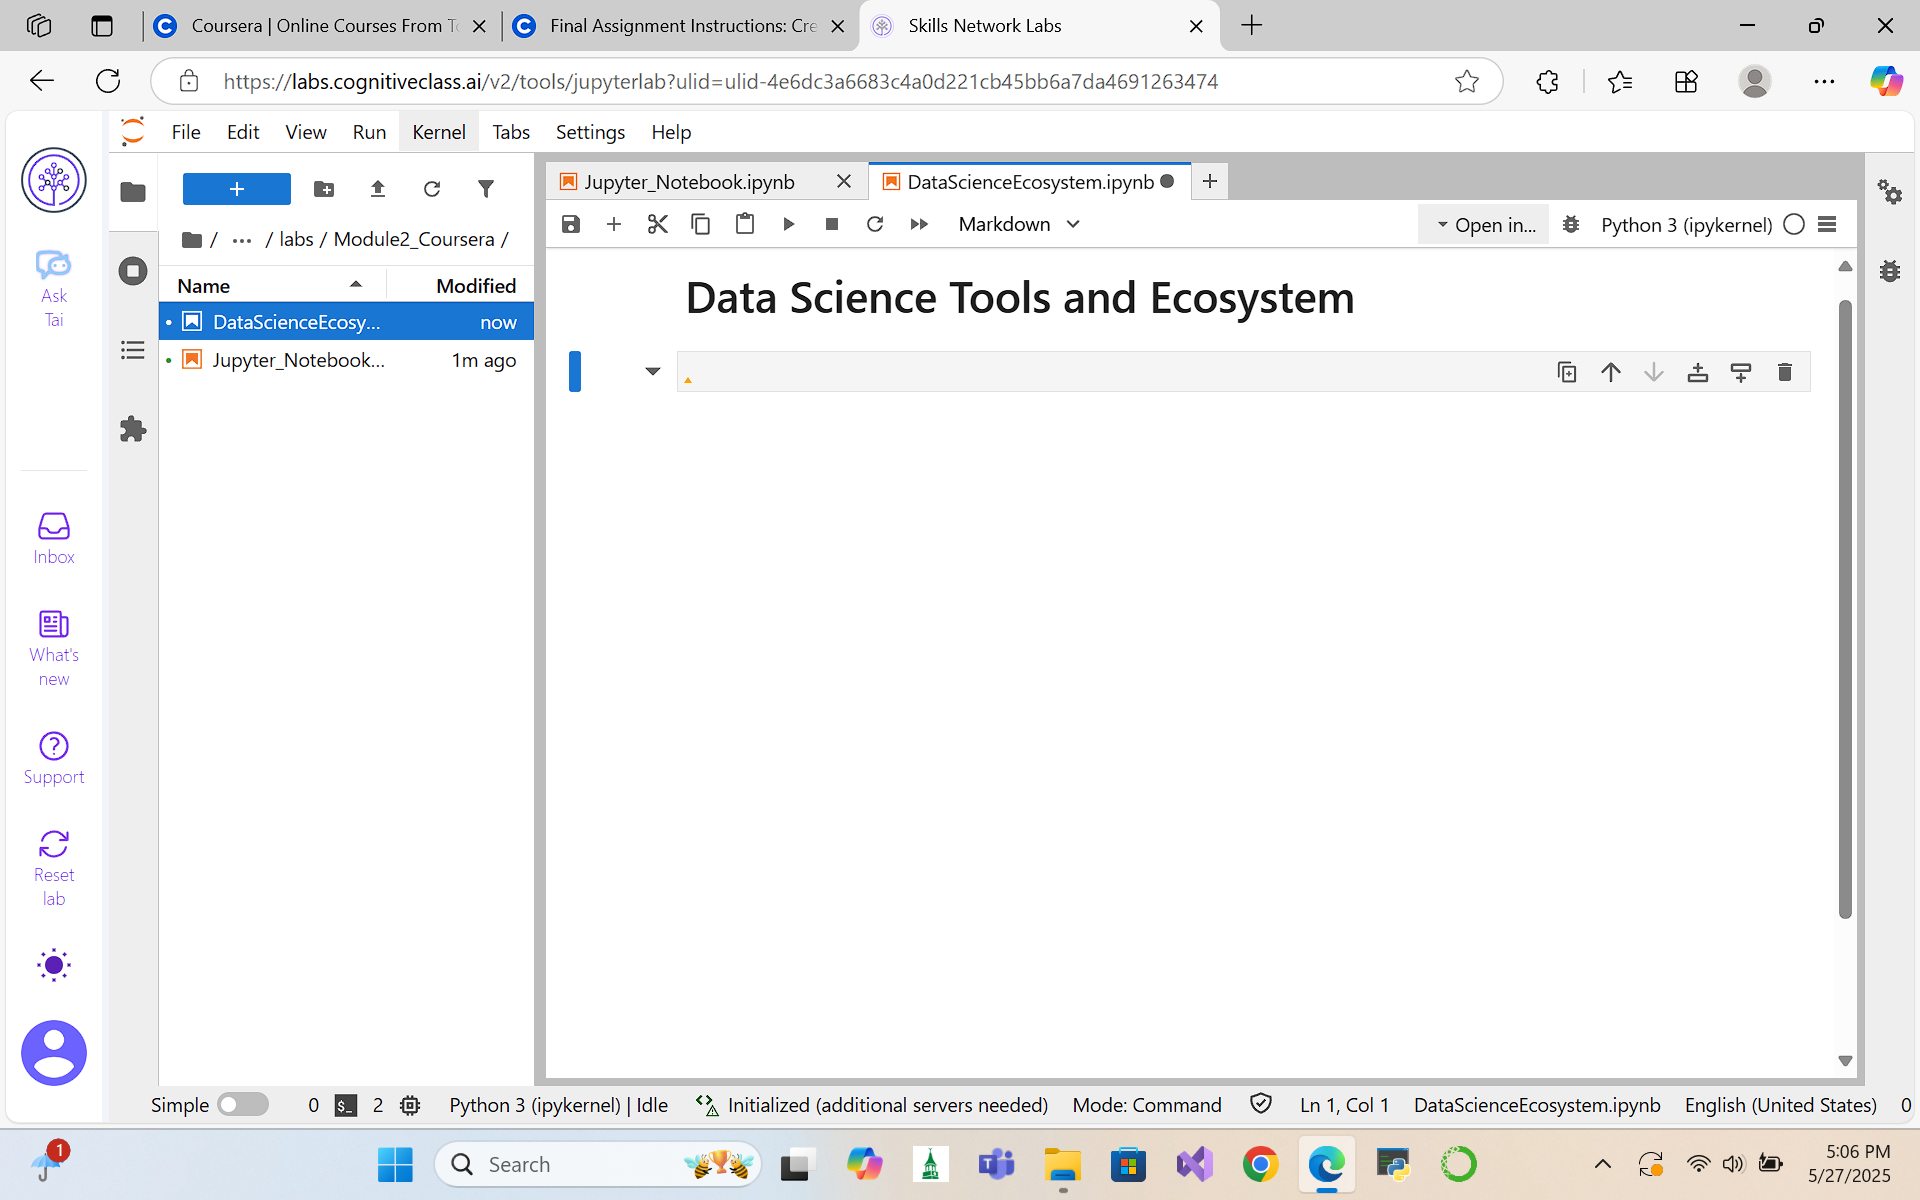 Coursera | Online Courses From T
Final Assignment Instructions: Cre
Skills Network Labs
https://labs.cognitiveclass.ai/v2/tools/jupyterlab?ulid=ulid-4e6dc3a6683c4a0d221cb45bb6a7da4691263474
File Edit View Run Kernel Tabs Settings Help
Ask
Tai
Inbox
What's
new
Support
Reset
lab
/ ... / labs / Module2_Coursera /
Name Modified
DataScienceEcosy... now
Jupyter_Notebook... 1m ago
Jupyter_Notebook.ipynb
DataScienceEcosystem.ipynb
Markdown
Open in...
Python 3 (ipykernel)
Data Science Tools and Ecosystem
Simple 0 $_ 2 Python 3 (ipykernel) | Idle Initialized (additional servers needed) Mode: Command Ln 1, Col 1 DataScienceEcosystem.ipynb English (United States) 0
1
Search
5:06 PM
5/27/2025